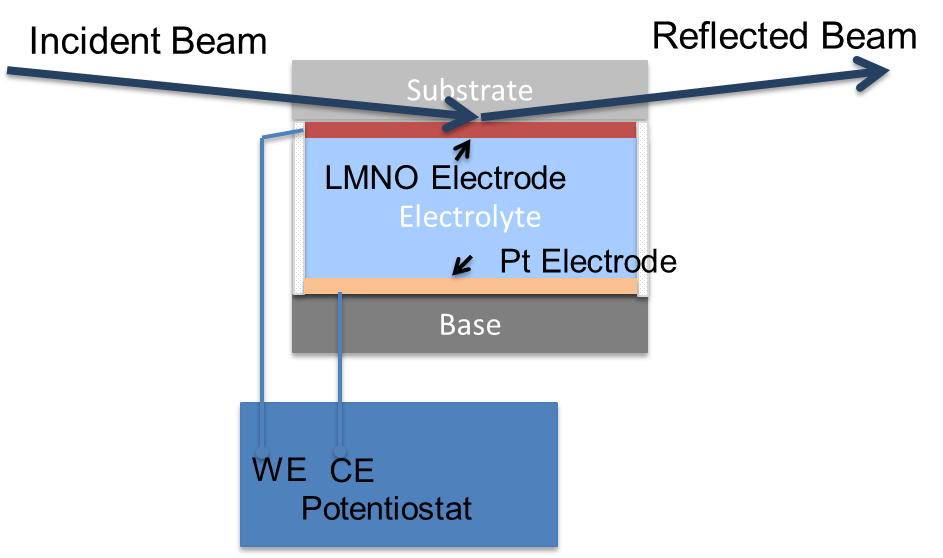 Incident Beam
Reflected Beam
Substrate
LMNO Electrode
Electrolyte
Pt Electrode
Base
WE CE
Potentiostat